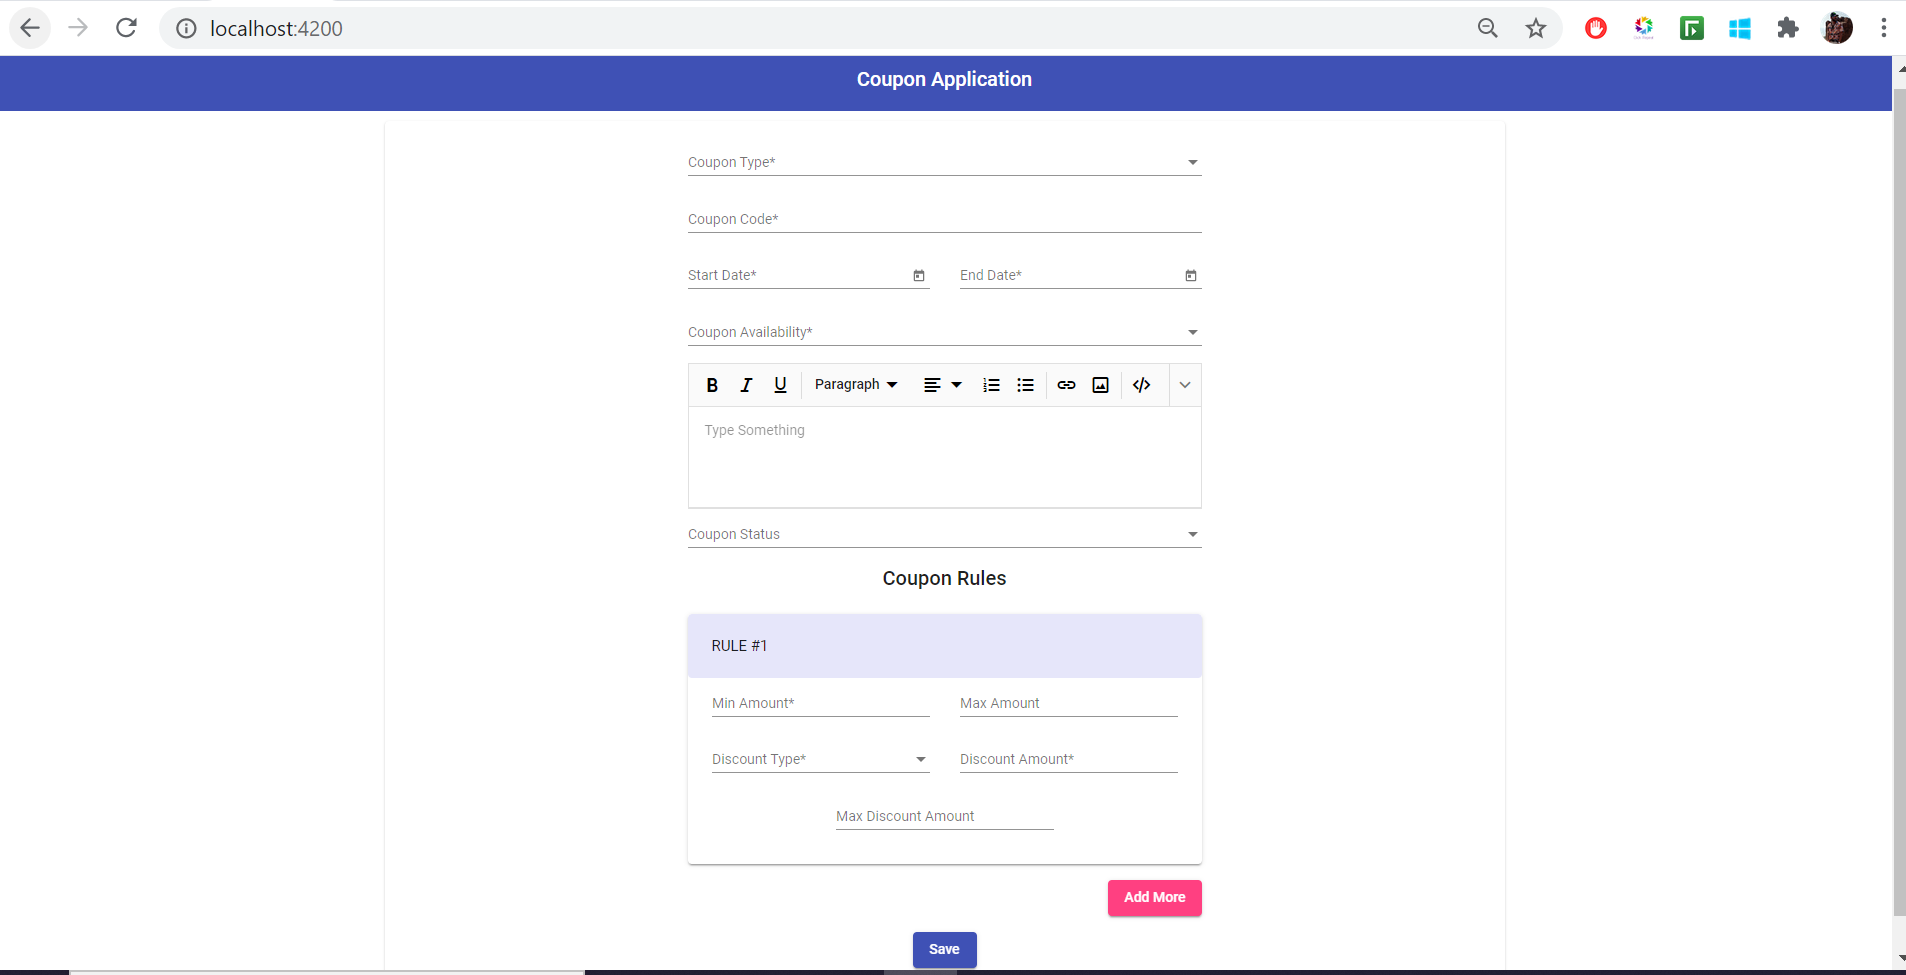 localhost:4200
Coupon Application
Coupon Type*
Coupon Code*
Start Date* End Date*
Coupon Availability*
B I U Paragraph </>
Type Something
Coupon Status
Coupon Rules
RULE #1
Min Amount* Max Amount
Discount Type* Discount Amount*
Max Discount Amount
Add More
Save